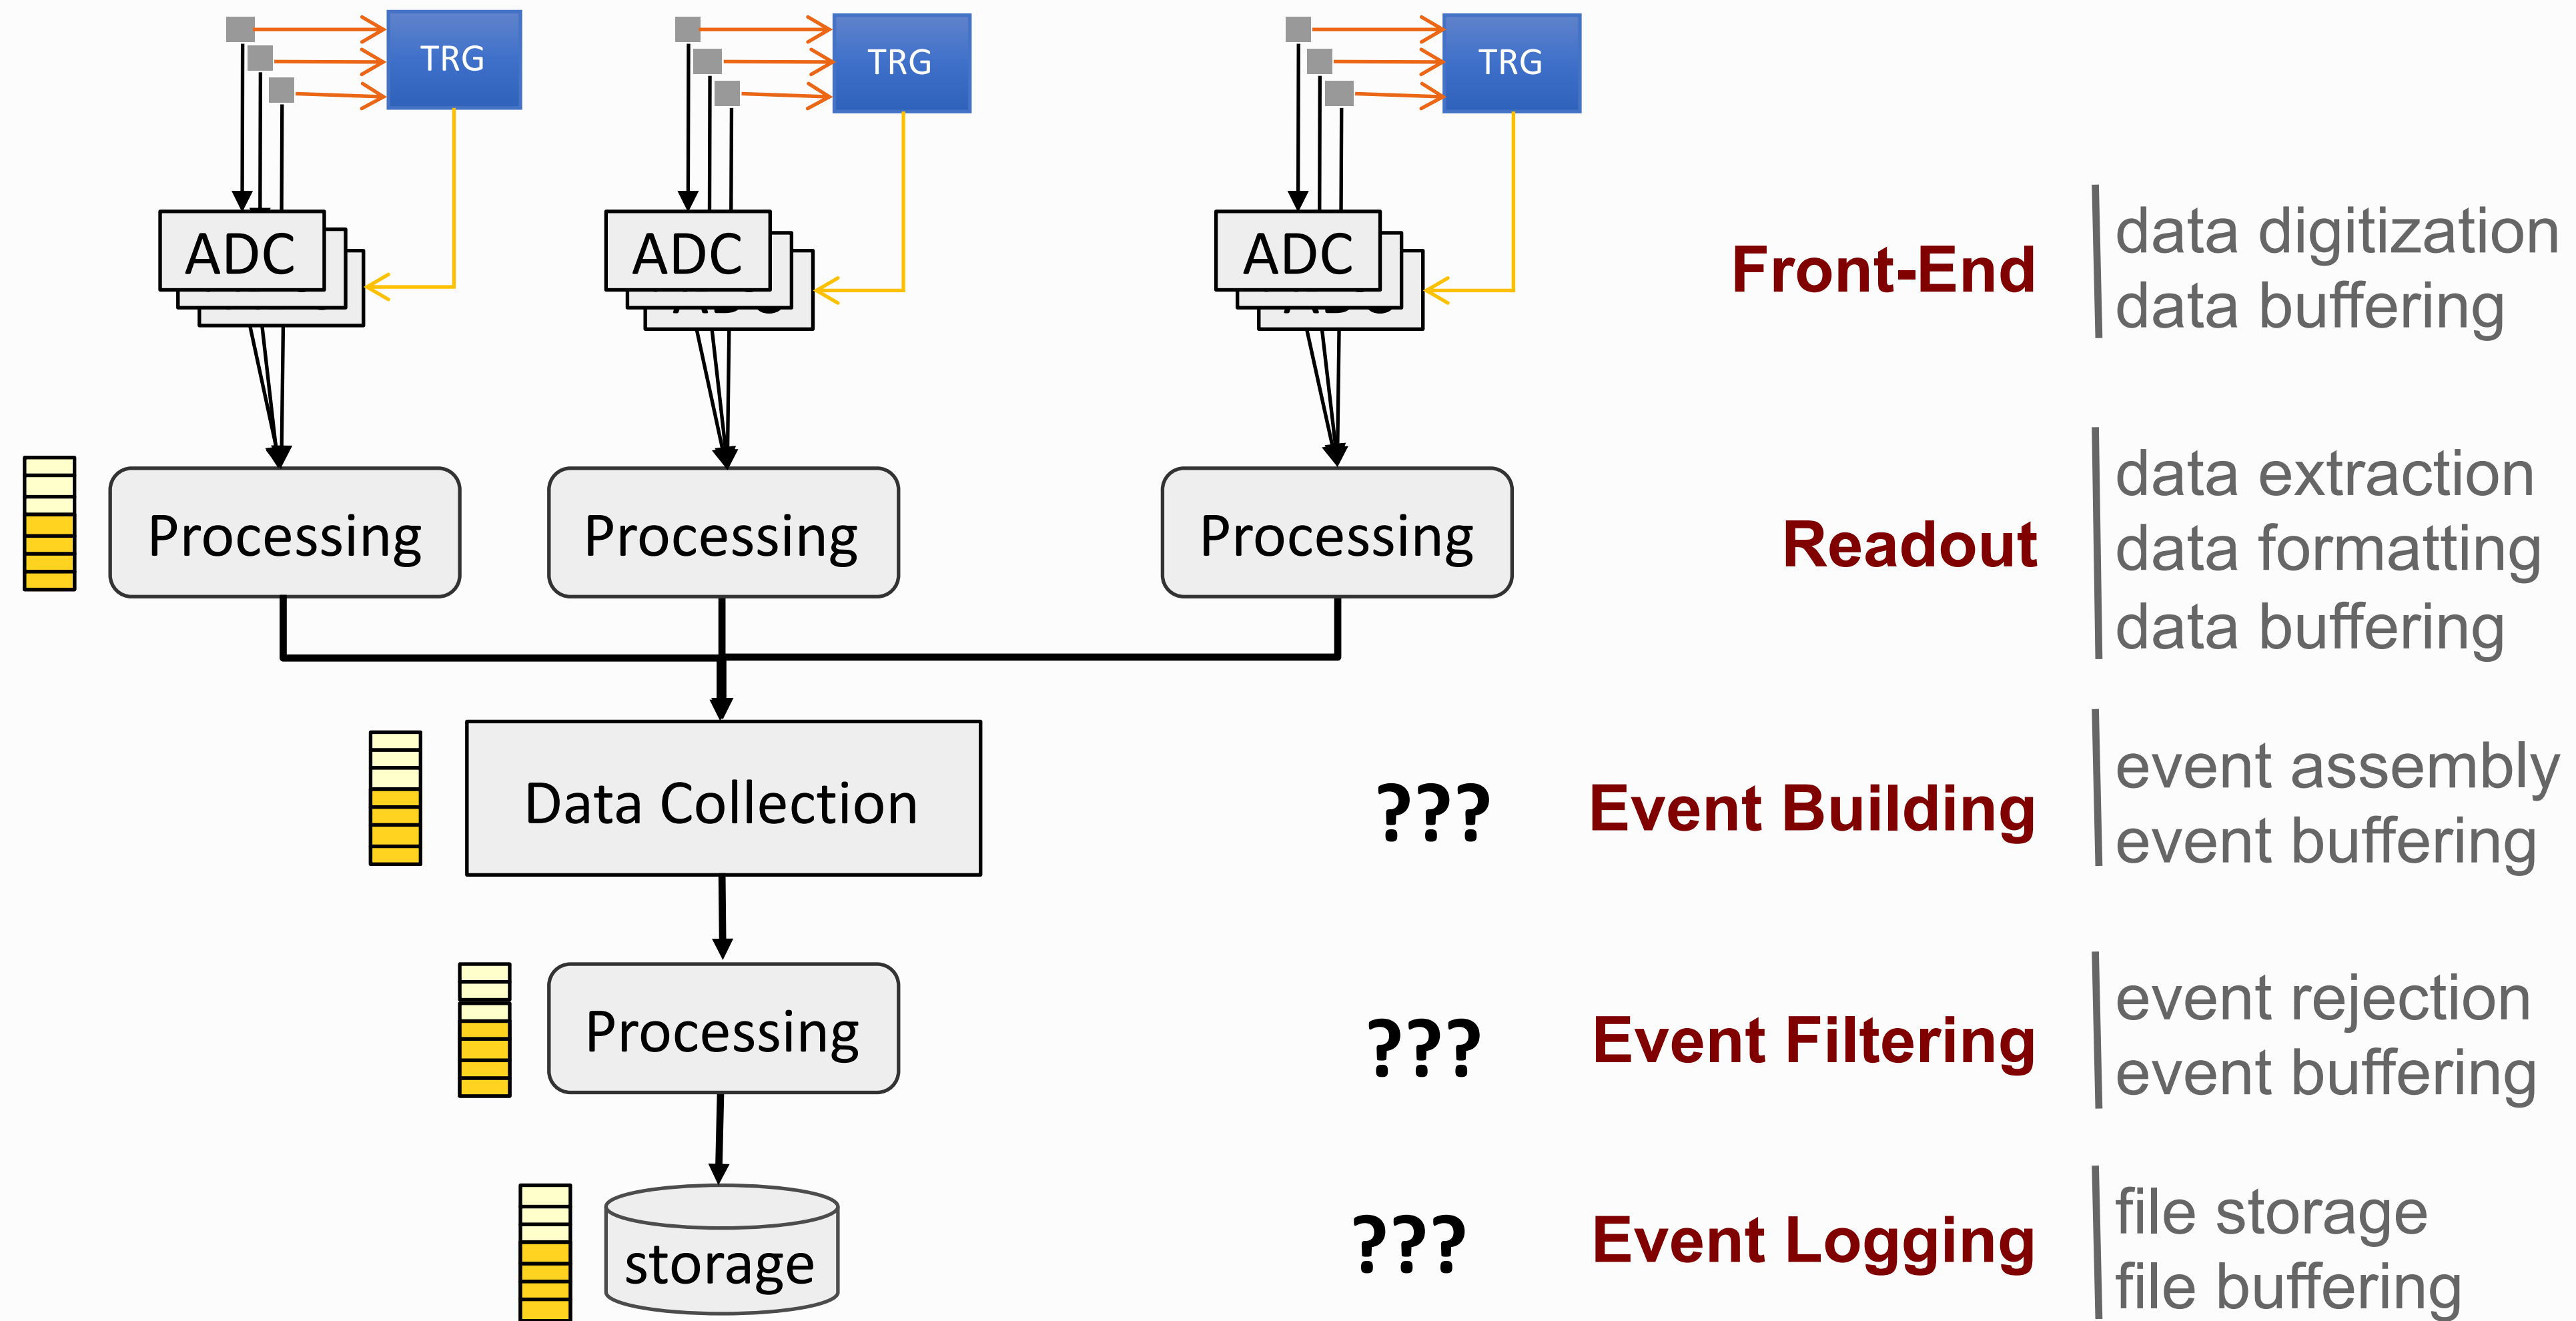 TRG
TRG
TRG
ADC
ADC
ADC
Front-End
data digitization
data buffering
Processing
Processing
Processing
Readout
data extraction
data formatting
data buffering
Data Collection
???
Event Building
event assembly
event buffering
Processing
???
Event Filtering
event rejection
event buffering
storage
???
Event Logging
file storage
file buffering